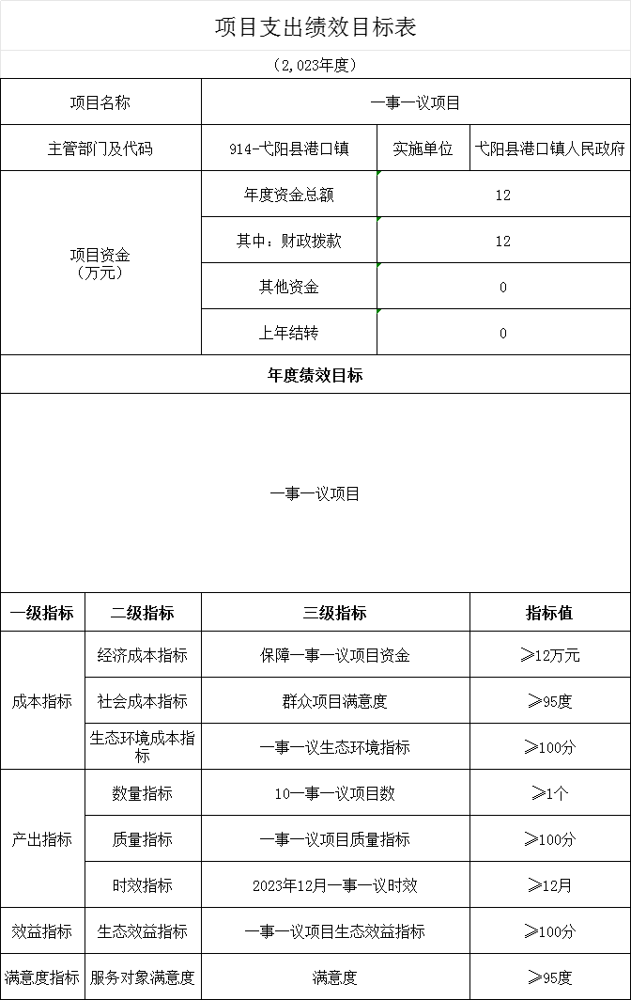 项目支出绩效目标表
（2,023年度）
项目名称 一事一议项目
主管部门及代码 914-弋阳县港口镇 实施单位 弋阳县港口镇人民政府
项目资金
（万元）
年度资金总额 12
其中：财政拨款 12
其他资金 0
上年结转 0
年度绩效目标
一事一议项目
一级指标 二级指标 三级指标 指标值
成本指标
经济成本指标 保障一事一议项目资金 ≥12万元
社会成本指标 群众项目满意度 ≥95度
生态环境成本指
标
一事一议生态环境指标 ≥100分
产出指标
数量指标 10一事一议项目数 ≥1个
质量指标 一事一议项目质量指标 ≥100分
时效指标 2023年12月一事一议时效 ≥12月
效益指标 生态效益指标 一事一议项目生态效益指标 ≥100分
满意度指标 服务对象满意度 满意度 ≥95度